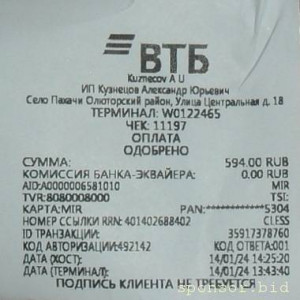 ВТБ
Kuznecov A U
ИП Кузнецов Александр Юрьевич
Село Пахачи Олюторский район, Улица Центральная д. 18
ТЕРМИНАЛ: W0122465
ЧЕК: 11197
ОПЛАТА
ОДОБРЕНО
СУММА: 594.00 RUB
КОМИССИЯ БАНКА-ЭКВАЙЕРА: 0.00 RUB
AID:A0000006581010 MIR
TVR:8080008000 TSI:
КАРТА:MIR PAN:************5304
НОМЕР ССЫЛКИ RRN: 401402688402 CLESS
ID ТРАНЗАКЦИИ: 35917378760
КОД АВТОРИЗАЦИИ:492142 КОД ОТВЕТА:001
ДАТА (ХОСТ): 14/01/24 14:25:20
ДАТА (ТЕРМИНАЛ): 14/01/24 13:43:40
ПОДПИСЬ КЛИЕНТА НЕ ТРЕБУЕТСЯ
sponsor.bid